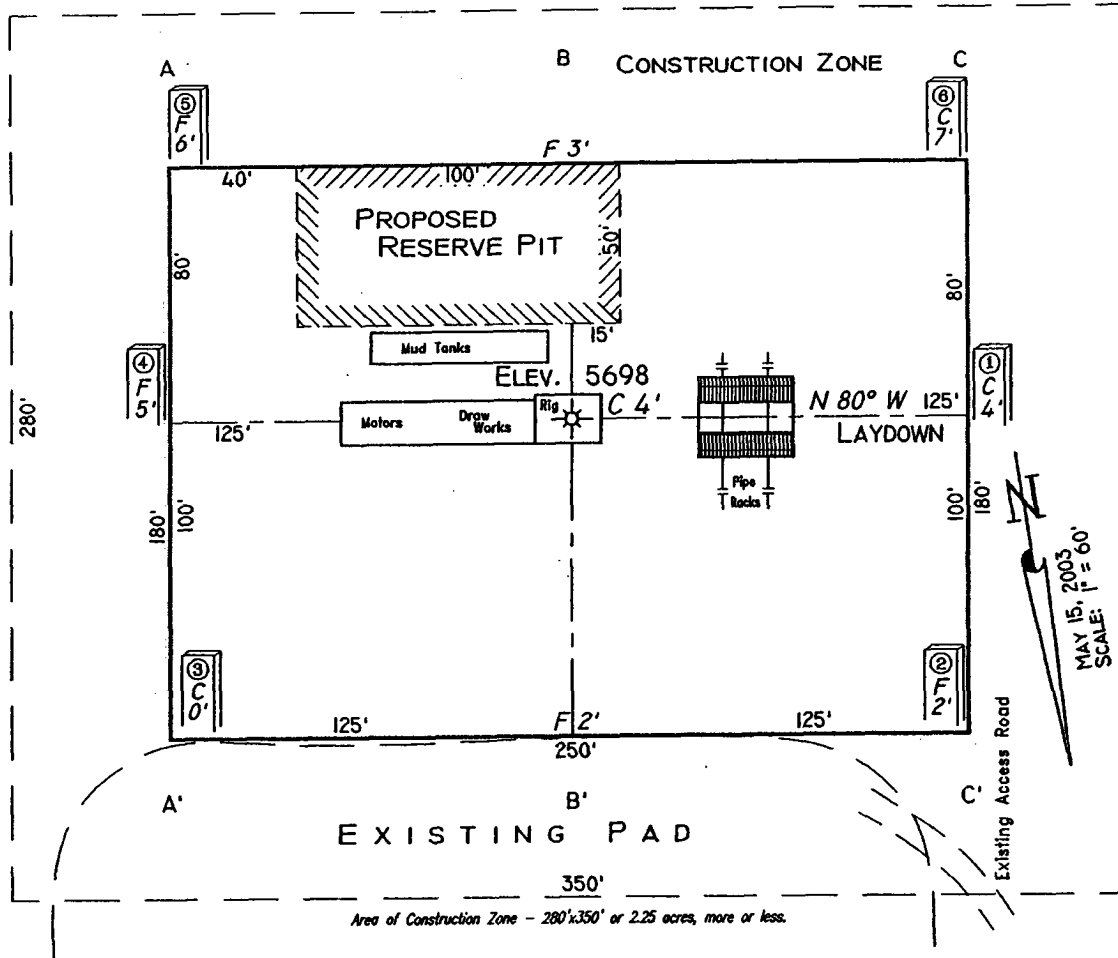 A
B
CONSTRUCTION ZONE
C
⑤
F
6'
⑥
C
7'
F 3'
40'
100'
PROPOSED
RESERVE PIT
50'
80'
80'
15'
Mud Tanks
④
F
5'
①
C
4'
ELEV. 5698
Rig
C 4'
N 80° W
125'
LAYDOWN
Motors
Draw
Works
125'
280'
Pipe
Racks
180'
100'
100'
180'
N
MAY 15, 2003
SCALE: 1" = 60'
③
C
0'
②
F
2'
125'
F 2'
125'
250'
Existing Access Road
A'
B'
C'
EXISTING PAD
350'
Area of Construction Zone - 280'x350' or 2.25 acres, more or less.